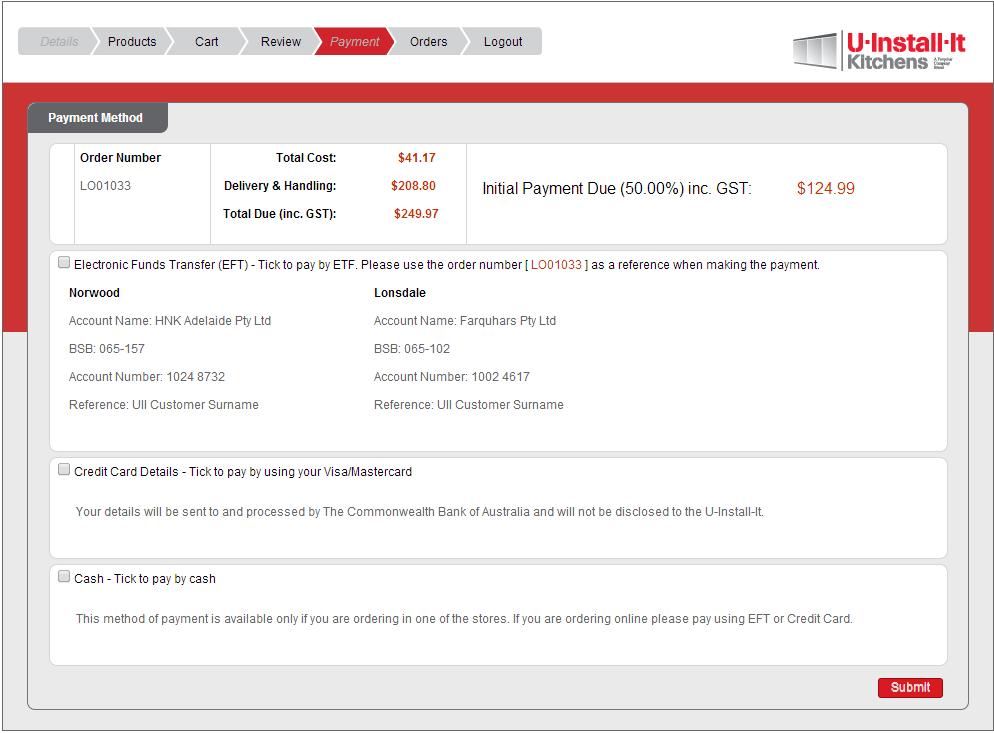 Details Products Cart Review Payment Orders Logout
U·Install·It
Kitchens
Payment Method
Order Number
LO01033
Total Cost: $41.17
Delivery & Handling: $208.80
Total Due (inc. GST): $249.97
Initial Payment Due (50.00%) inc. GST: $124.99
Electronic Funds Transfer (EFT) - Tick to pay by ETF. Please use the order number [ LO01033 ] as a reference when making the payment.
Norwood
Account Name: HNK Adelaide Pty Ltd
BSB: 065-157
Account Number: 1024 8732
Reference: UII Customer Surname
Lonsdale
Account Name: Farquhars Pty Ltd
BSB: 065-102
Account Number: 1002 4617
Reference: UII Customer Surname
Credit Card Details - Tick to pay by using your Visa/Mastercard
Your details will be sent to and processed by The Commonwealth Bank of Australia and will not be disclosed to the U-Install-It.
Cash - Tick to pay by cash
This method of payment is available only if you are ordering in one of the stores. If you are ordering online please pay using EFT or Credit Card.
Submit